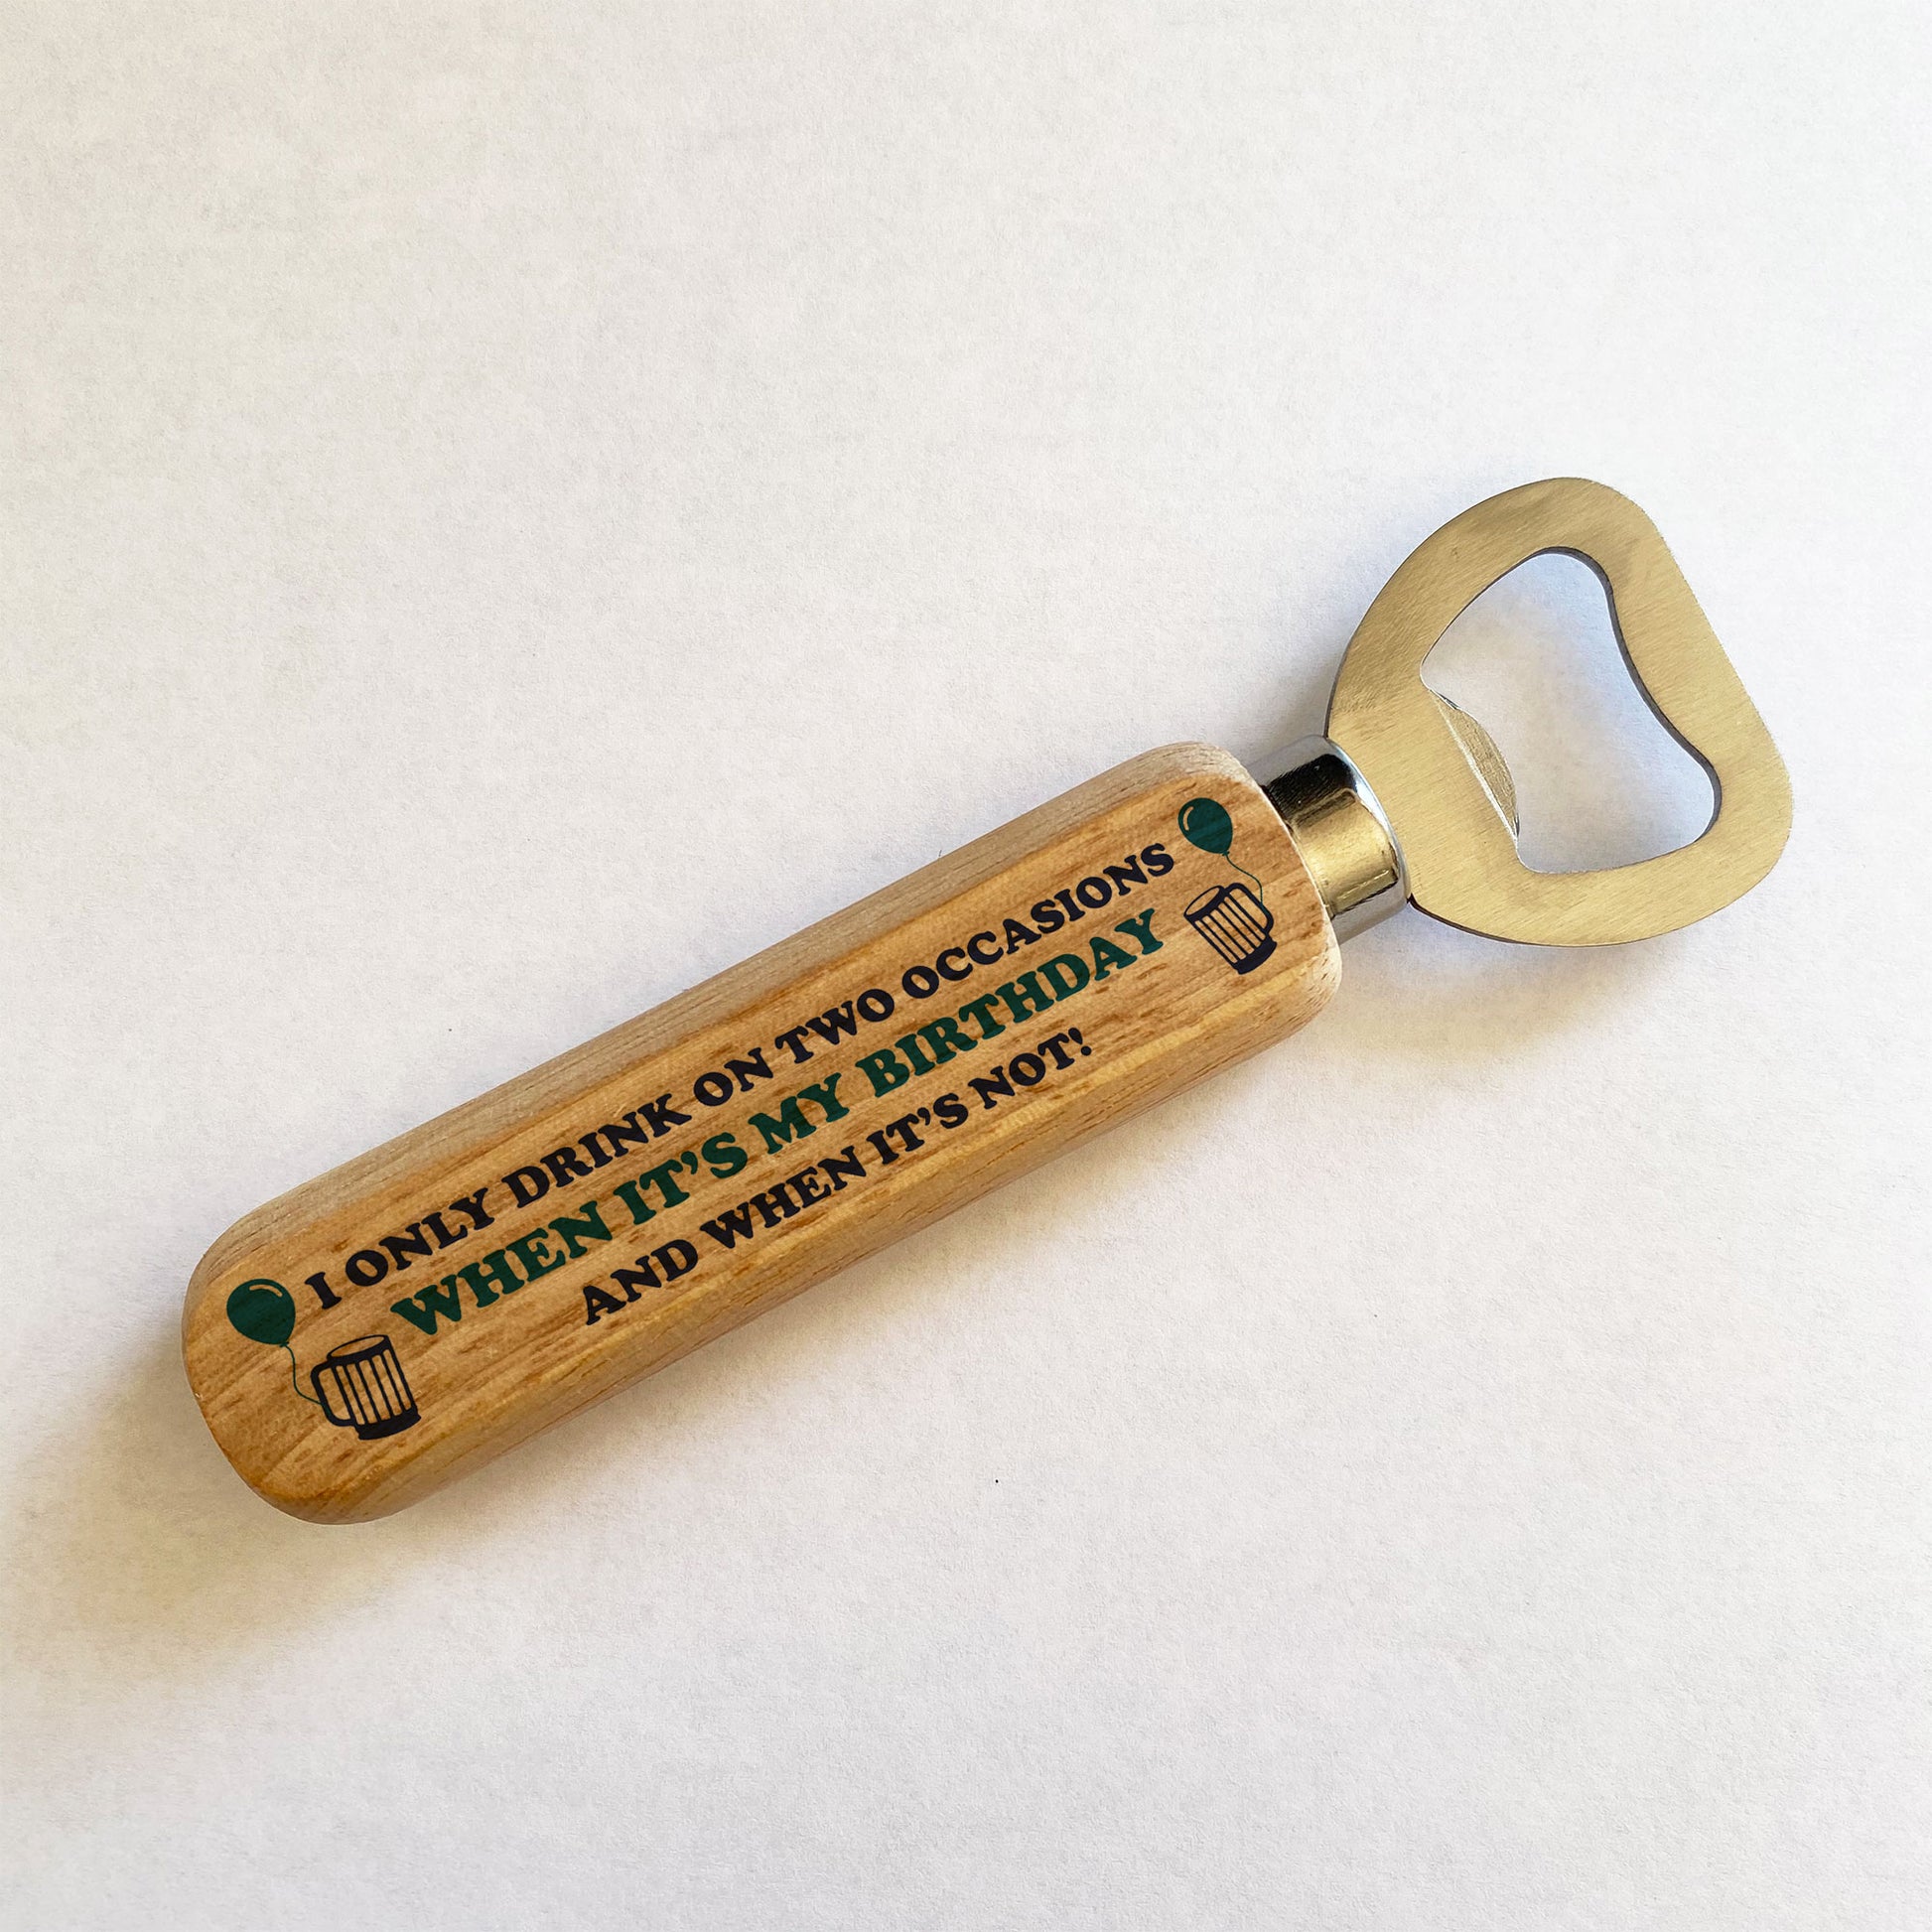 I ONLY DRINK ON TWO OCCASIONS
WHEN IT'S MY BIRTHDAY
AND WHEN IT'S NOT!